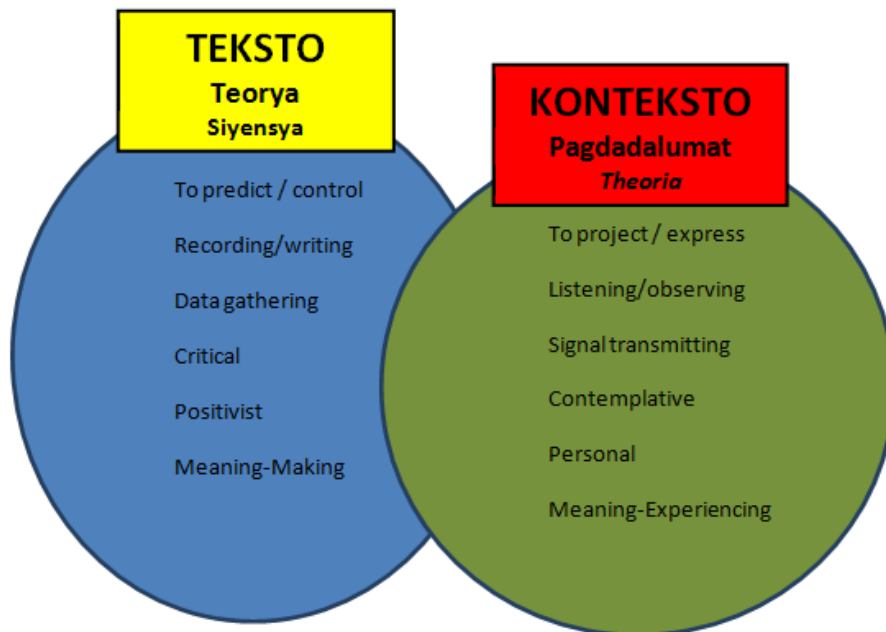 TEKSTO
Teorya
Siyensya
To predict / control
Recording/writing
Data gathering
Critical
Positivist
Meaning-Making
KONTEKSTO
Pagdadalumat
Theoria
To project / express
Listening/observing
Signal transmitting
Contemplative
Personal
Meaning-Experiencing